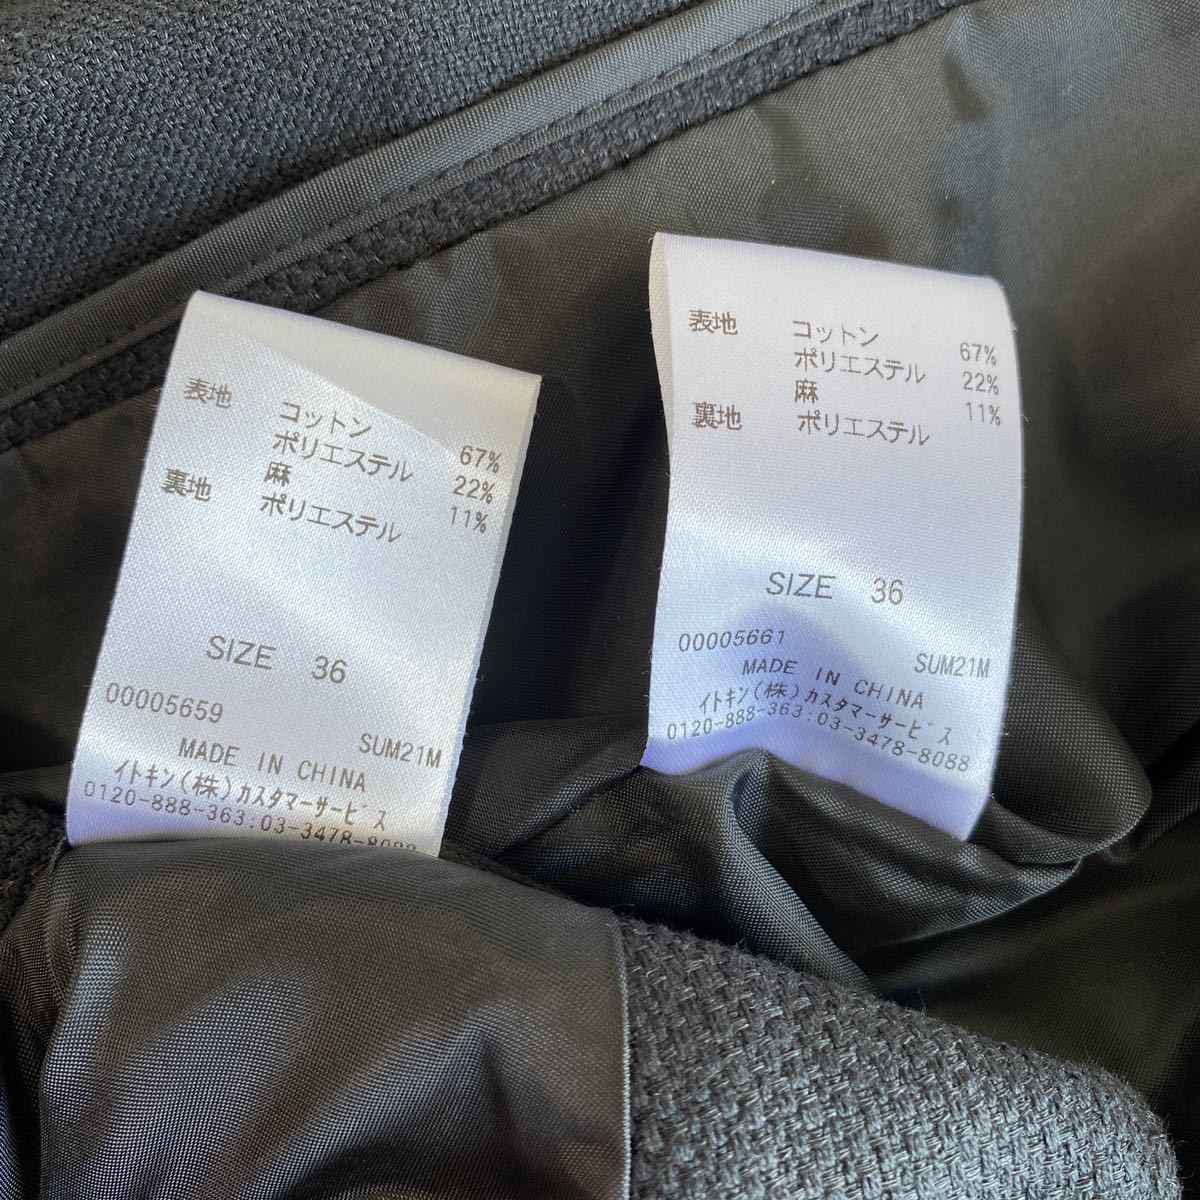 表地 コットン 67%
ポリエステル 22%
麻 11%
裏地 ポリエステル
SIZE 36
00005659
SUM21M
MADE IN CHINA
イトキン(株)カスタマーサービス
0120-888-363:03-3478-8088
表地 コットン 67%
ポリエステル 22%
麻 11%
裏地 ポリエステル
SIZE 36
00005661
SUM21M
MADE IN CHINA
イトキン(株)カスタマーサービス
0120-888-363:03-3478-8088